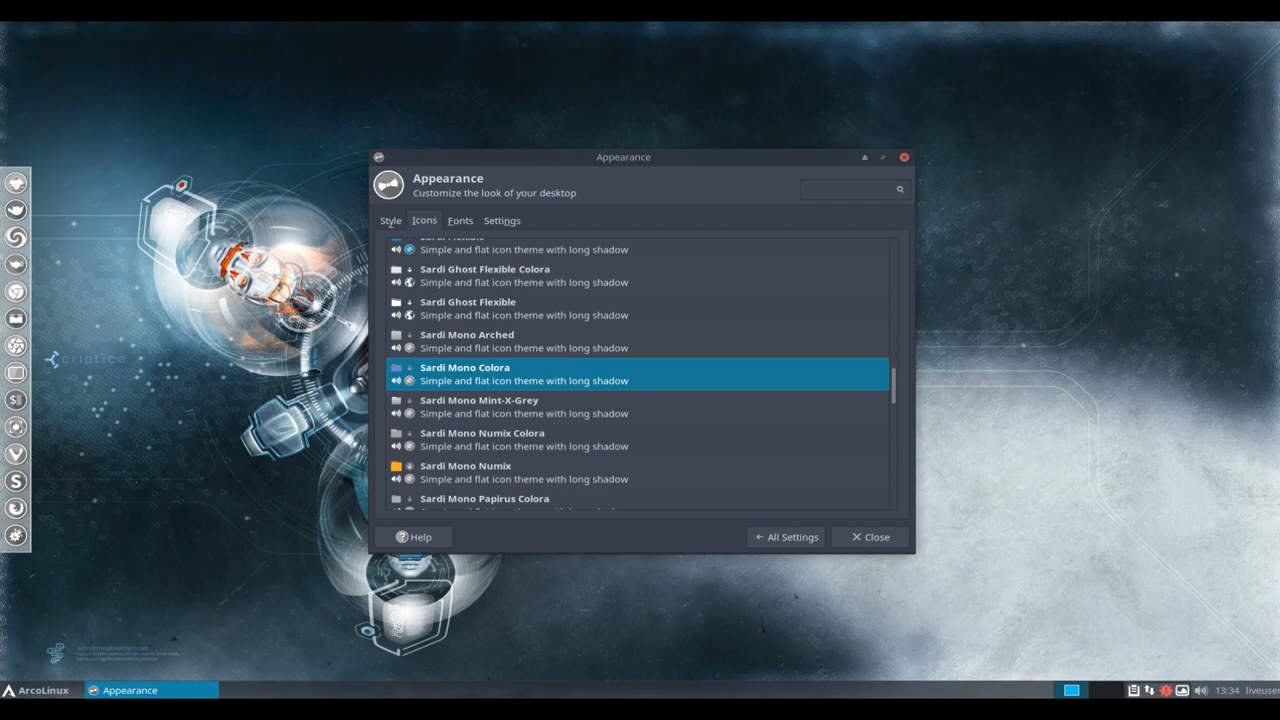 Appearance
Appearance
Customize the look of your desktop
Style
Icons
Fonts
Settings
Simple and flat icon theme with long shadow
Sardi Ghost Flexible Colora
Simple and flat icon theme with long shadow
Sardi Ghost Flexible
Simple and flat icon theme with long shadow
Sardi Mono Arched
Simple and flat icon theme with long shadow
Sardi Mono Colora
Simple and flat icon theme with long shadow
Sardi Mono Mint-X-Grey
Simple and flat icon theme with long shadow
Sardi Mono Numix Colora
Simple and flat icon theme with long shadow
Sardi Mono Numix
Simple and flat icon theme with long shadow
Sardi Mono Papirus Colora
Help
All Settings
Close
criptics
ArcoLinux
Appearance
13:34
liveuser